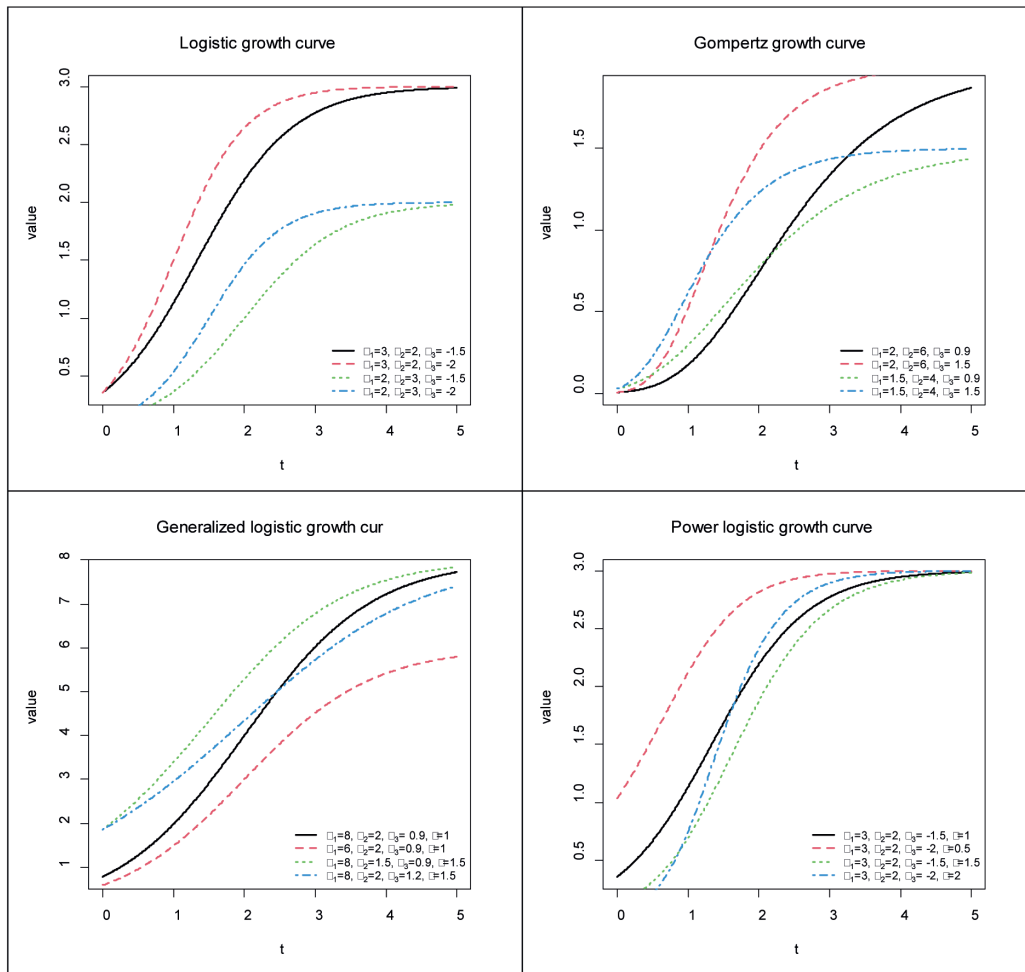 Logistic growth curve
value
0.5 1.0 1.5 2.0 2.5 3.0
□₁=3, □₂=2, □₃= -1.5
□₁=3, □₂=2, □₃= -2
□₁=2, □₂=3, □₃= -1.5
□₁=2, □₂=3, □₃= -2
0 1 2 3 4 5
t
Gompertz growth curve
value
0.0 0.5 1.0 1.5
□₁=2, □₂=6, □₃= 0.9
□₁=2, □₂=6, □₃= 1.5
□₁=1.5, □₂=4, □₃= 0.9
□₁=1.5, □₂=4, □₃= 1.5
0 1 2 3 4 5
t
Generalized logistic growth cur
value
1 2 3 4 5 6 7 8
□₁=8, □₂=2, □₃= 0.9, □=1
□₁=6, □₂=2, □₃=0.9, □=1
□₁=8, □₂=1.5, □₃=0.9, □=1.5
□₁=8, □₂=2, □₃=1.2, □=1.5
0 1 2 3 4 5
t
Power logistic growth curve
value
0.5 1.0 1.5 2.0 2.5 3.0
□₁=3, □₂=2, □₃= -1.5, □=1
□₁=3, □₂=2, □₃= -2, □=0.5
□₁=3, □₂=2, □₃= -1.5, □=1.5
□₁=3, □₂=2, □₃= -2, □=2
0 1 2 3 4 5
t